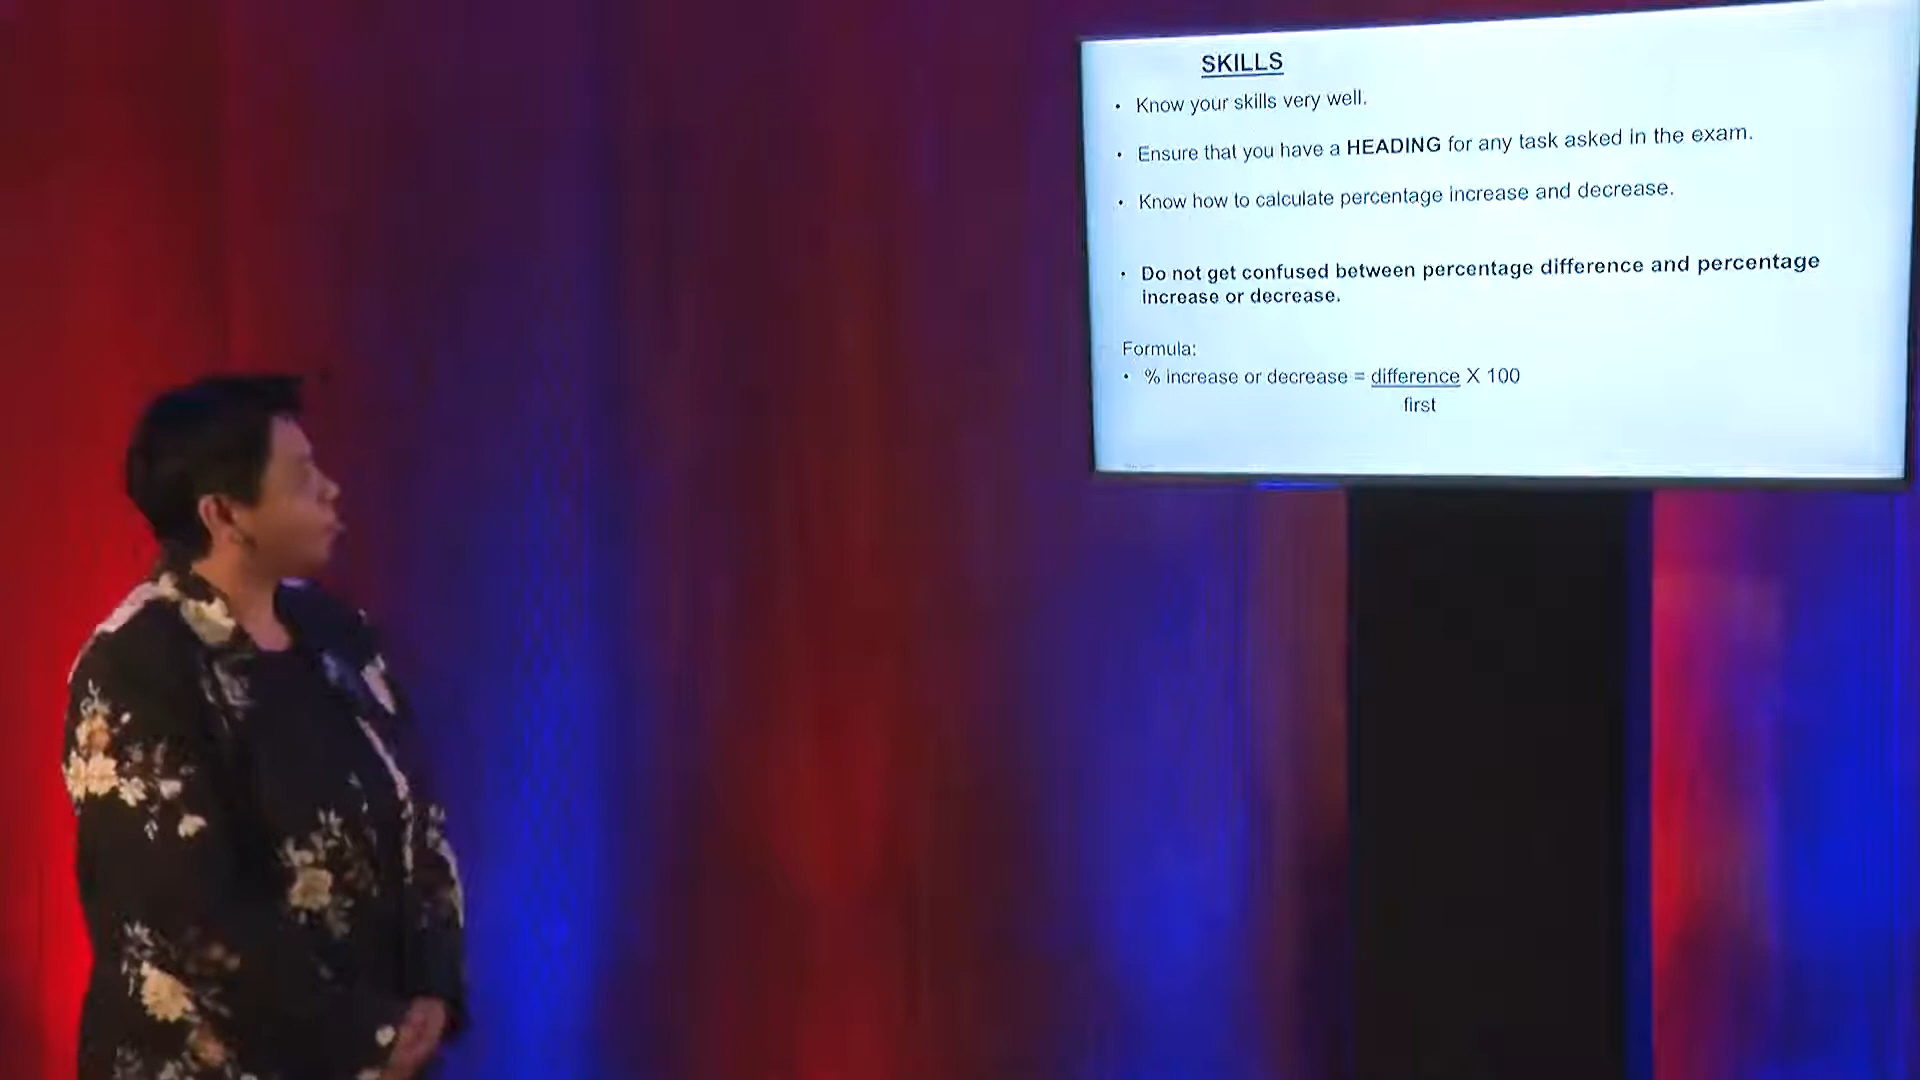 SKILLS
• Know your skills very well.
• Ensure that you have a HEADING for any task asked in the exam.
• Know how to calculate percentage increase and decrease.
• Do not get confused between percentage difference and percentage
increase or decrease.
Formula:
• % increase or decrease = difference X 100
first